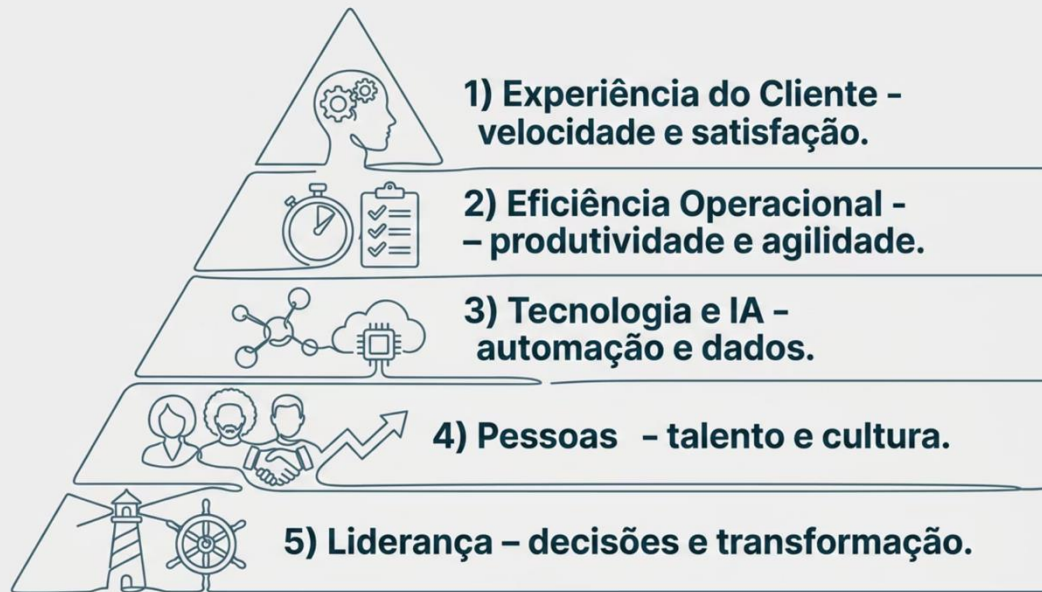 1) Experiência do Cliente –
velocidade e satisfação.
2) Eficiência Operacional -
– produtividade e agilidade.
3) Tecnologia e IA –
automação e dados.
4) Pessoas – talento e cultura.
5) Liderança – decisões e transformação.